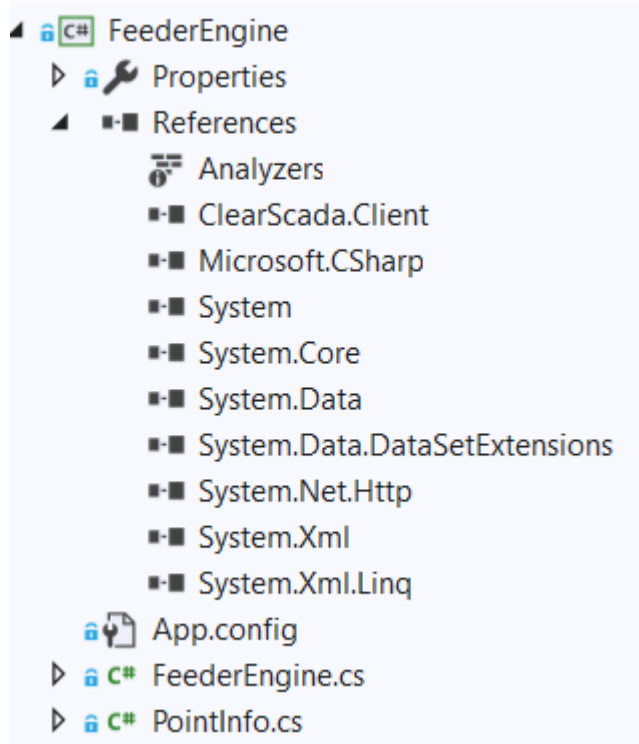 C# FeederEngine
Properties
References
Analyzers
ClearScada.Client
Microsoft.CSharp
System
System.Core
System.Data
System.Data.DataSetExtensions
System.Net.Http
System.Xml
System.Xml.Linq
App.config
C# FeederEngine.cs
C# PointInfo.cs